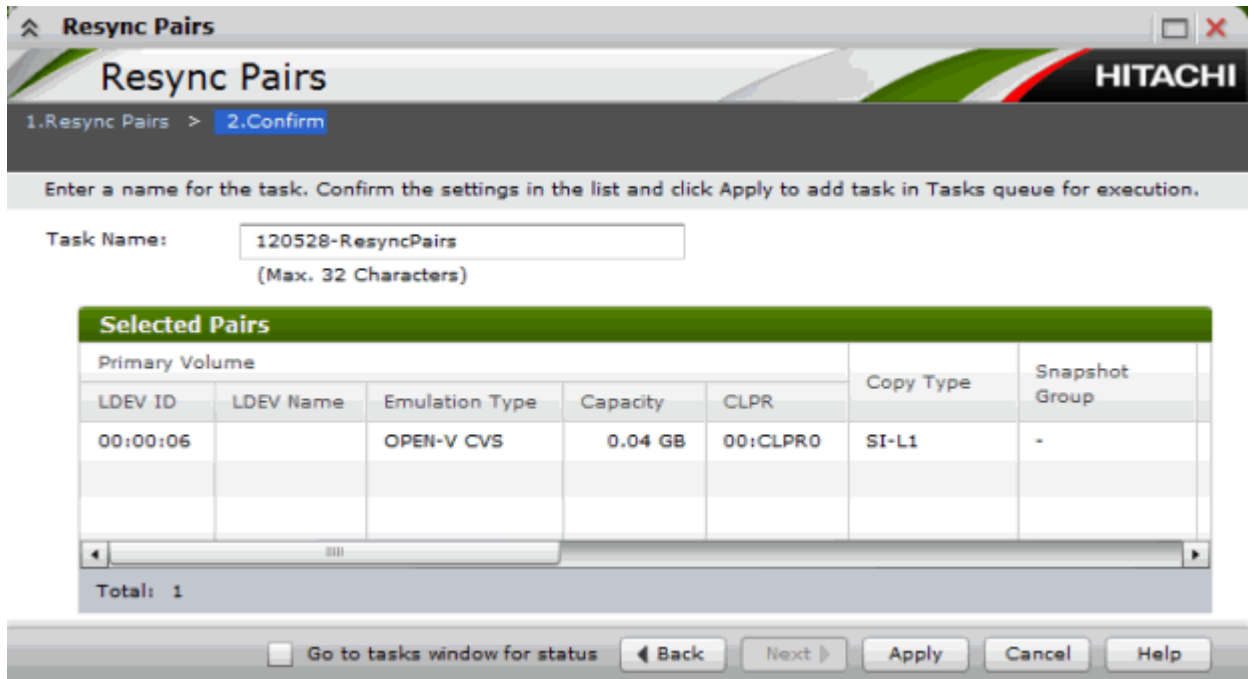 Resync Pairs
Resync Pairs
HITACHI
1.Resync Pairs > 2.Confirm
Enter a name for the task. Confirm the settings in the list and click Apply to add task in Tasks queue for execution.
Task Name: 120528-ResyncPairs
(Max. 32 Characters)
Selected Pairs
Primary Volume Copy Type Snapshot Group
LDEV ID LDEV Name Emulation Type Capacity CLPR
00:00:06 OPEN-V CVS 0.04 GB 00:CLPR0 SI-L1 -
Total: 1
Go to tasks window for status Back Next Apply Cancel Help